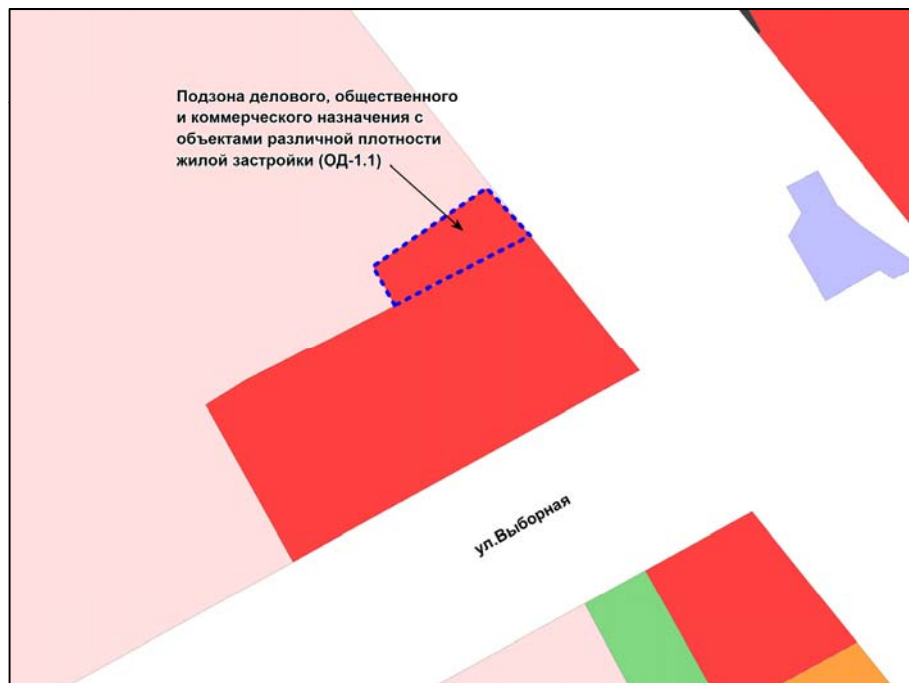 Подзона делового, общественного
и коммерческого назначения с
объектами различной плотности
жилой застройки (ОД-1.1)
ул.Выборная